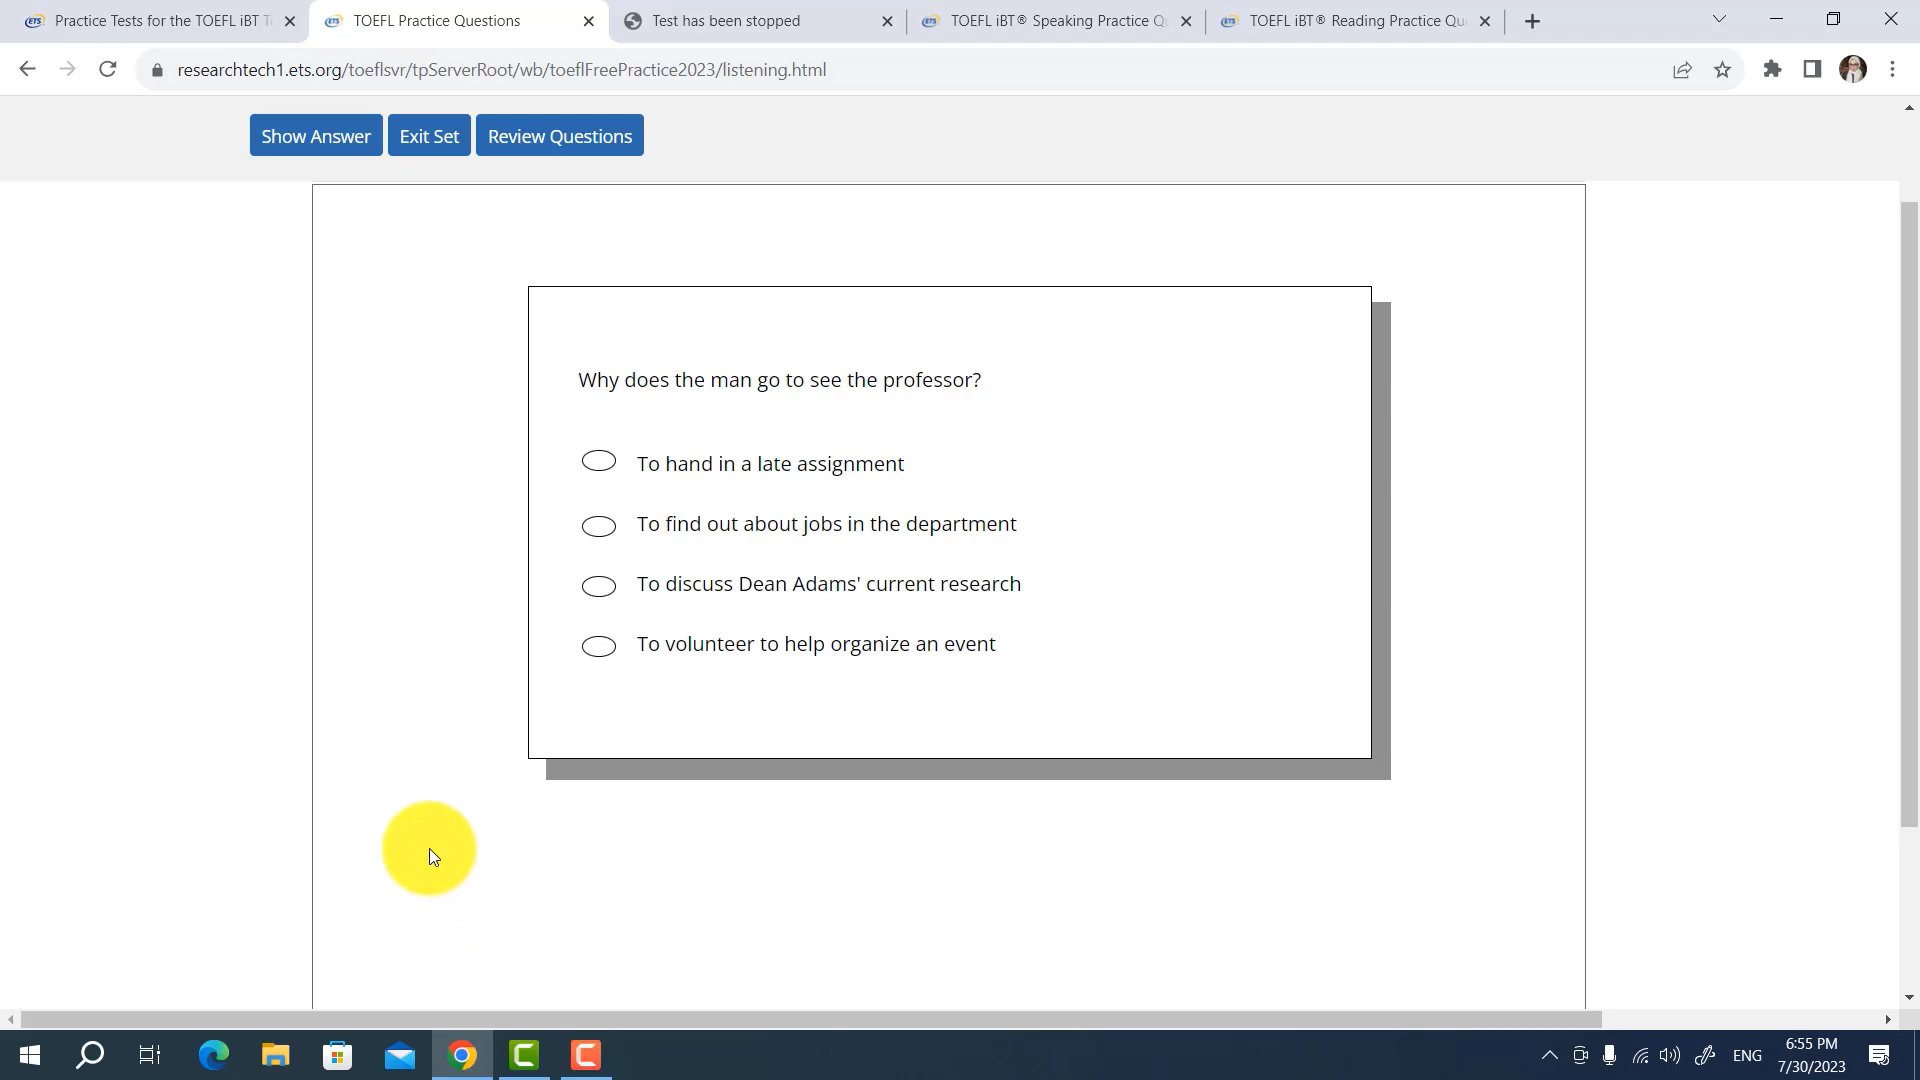 Practice Tests for the TOEFL iBT T
TOEFL Practice Questions
Test has been stopped
TOEFL iBT® Speaking Practice Q
TOEFL iBT® Reading Practice Qu
researchtech1.ets.org/toeflsvr/tpServerRoot/wb/toeflFreePractice2023/listening.html
Show Answer
Exit Set
Review Questions
Why does the man go to see the professor?
To hand in a late assignment
To find out about jobs in the department
To discuss Dean Adams' current research
To volunteer to help organize an event
ENG
6:55 PM
7/30/2023